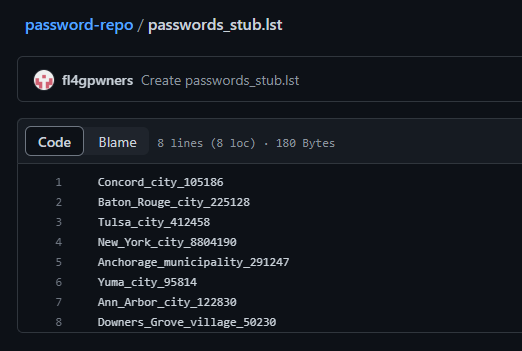 password-repo / passwords_stub.lst
fl4gpwners Create passwords_stub.lst
Code Blame 8 lines (8 loc) · 180 Bytes
1 Concord_city_105186
2 Baton_Rouge_city_225128
3 Tulsa_city_412458
4 New_York_city_8804190
5 Anchorage_municipality_291247
6 Yuma_city_95814
7 Ann_Arbor_city_122830
8 Downers_Grove_village_50230